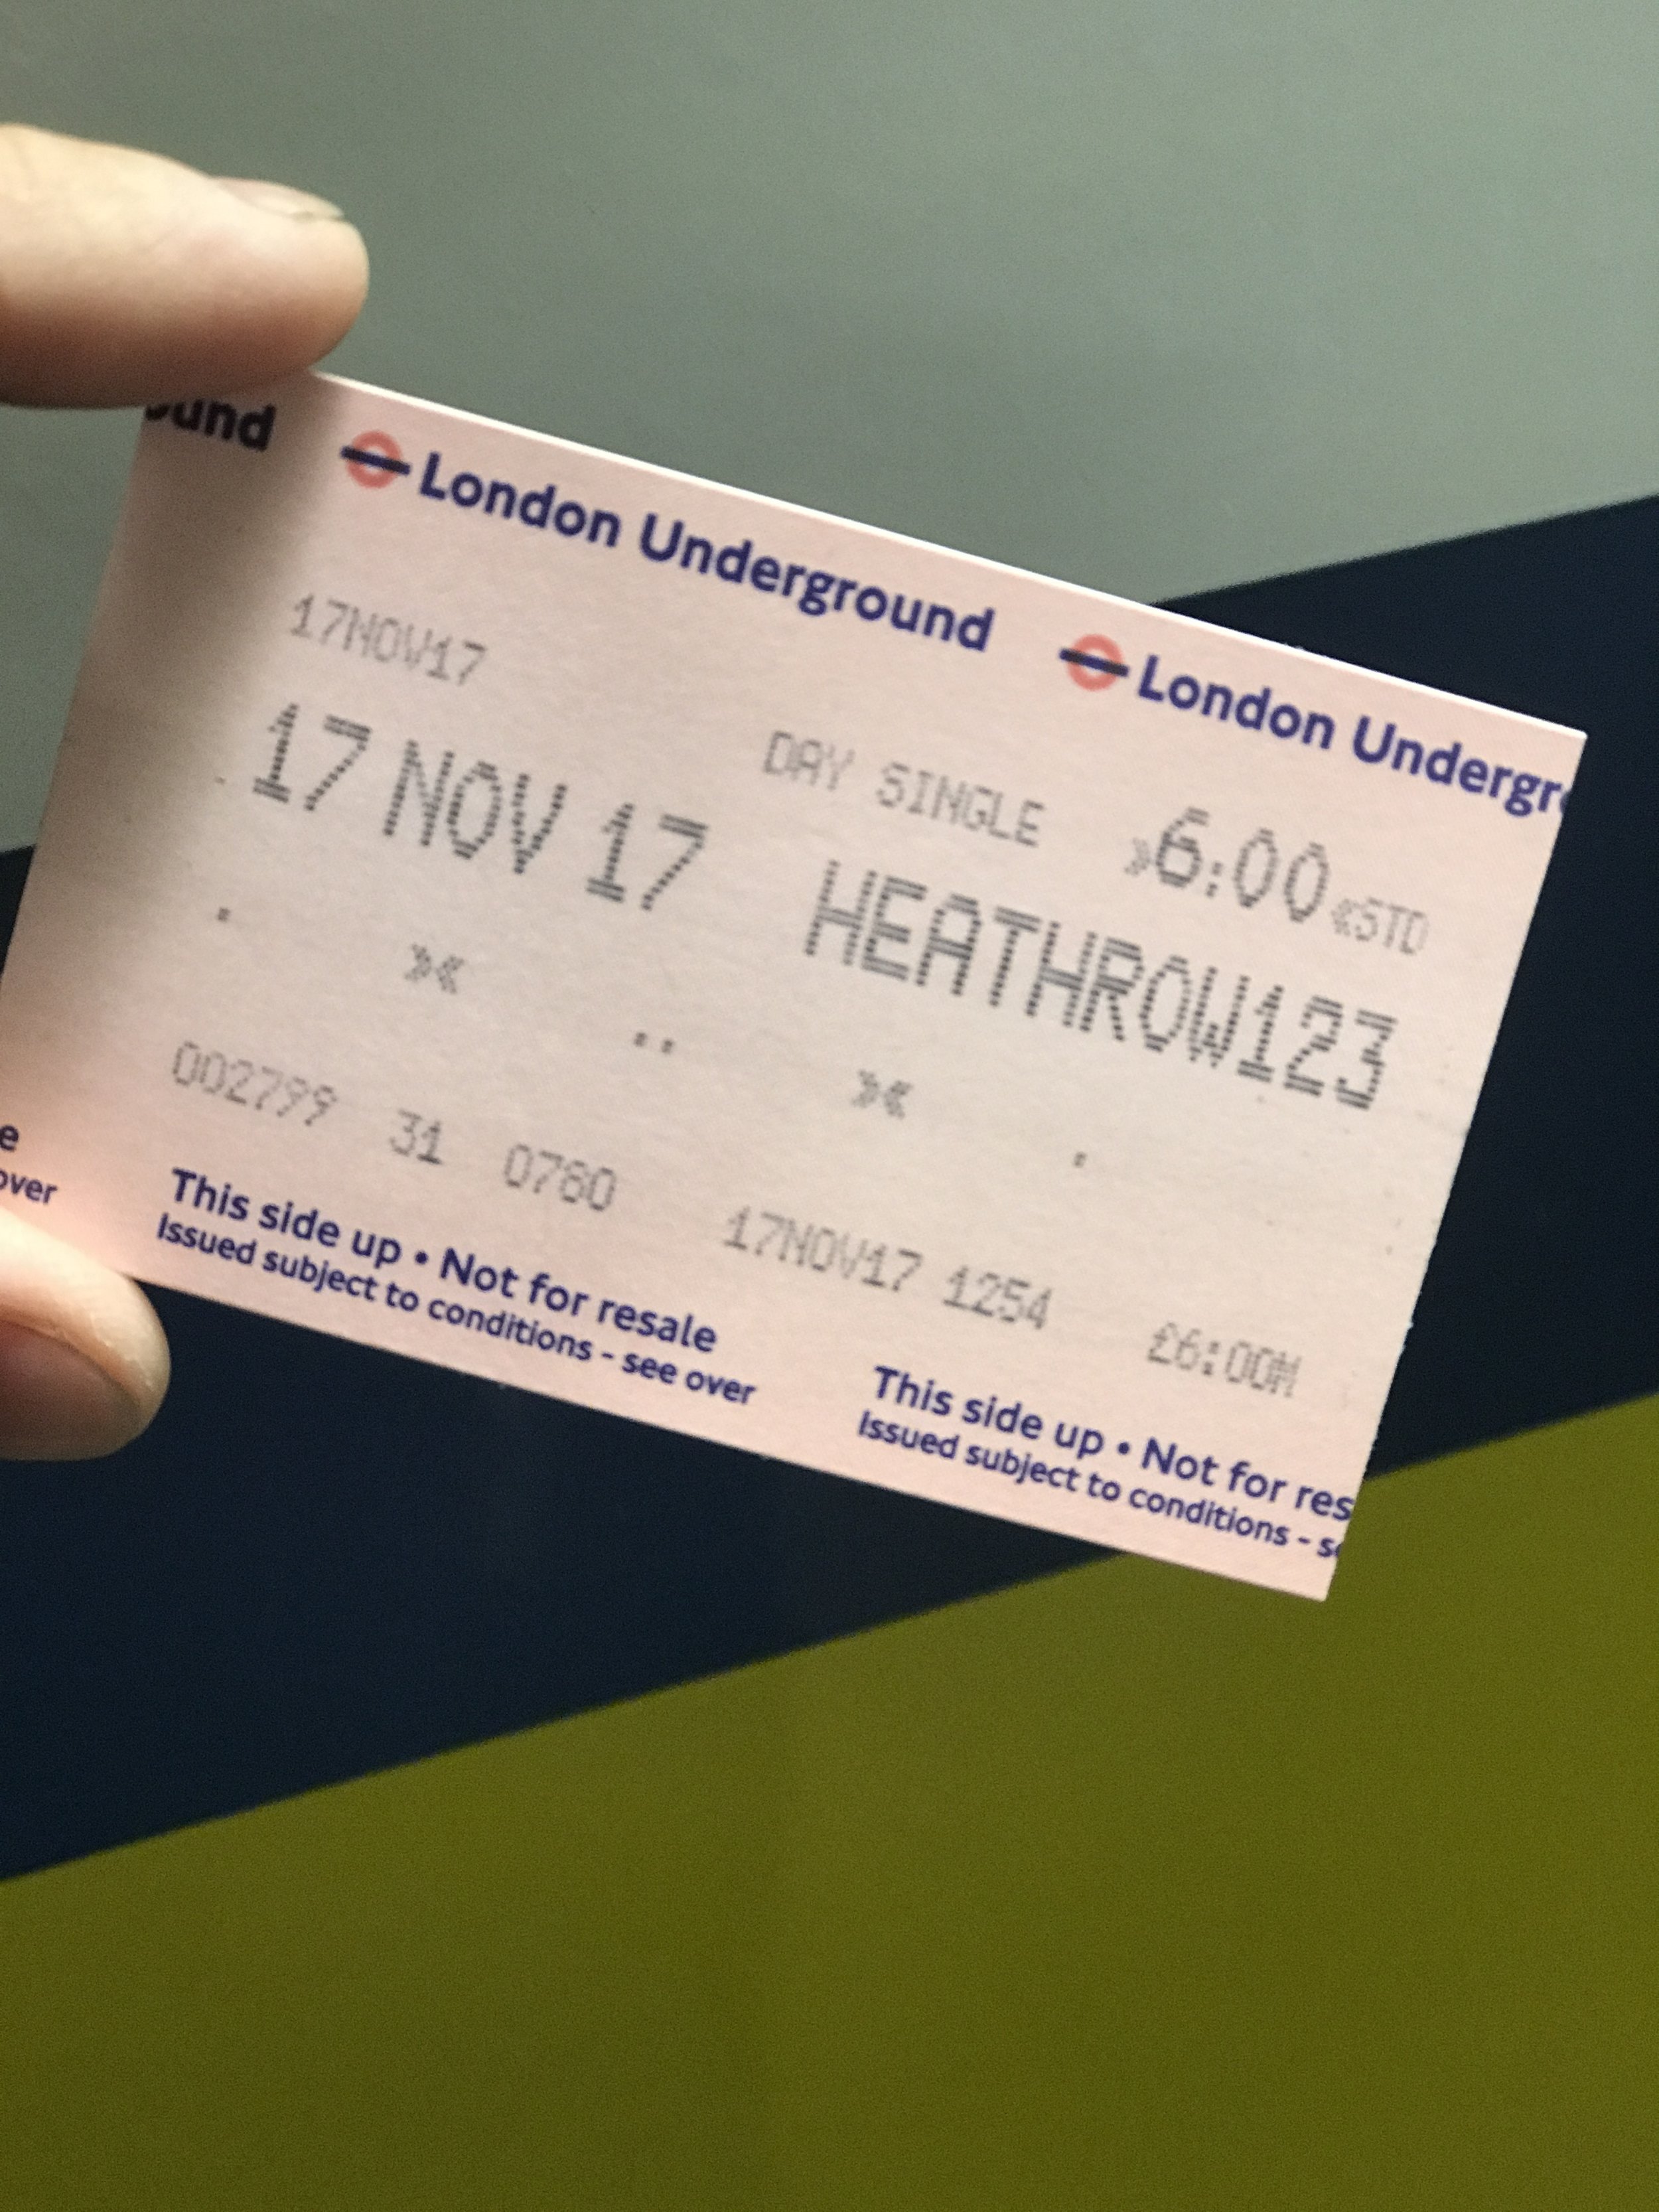 ound London Underground London Undergr
17NOV17 DAY SINGLE »6:00«STD
17 NOV 17 HEATHROW123
. »« .. »« .
002799 31 0780 17NOV17 1254 £6:00M
e This side up • Not for resale This side up • Not for res
over Issued subject to conditions - see over Issued subject to conditions - s